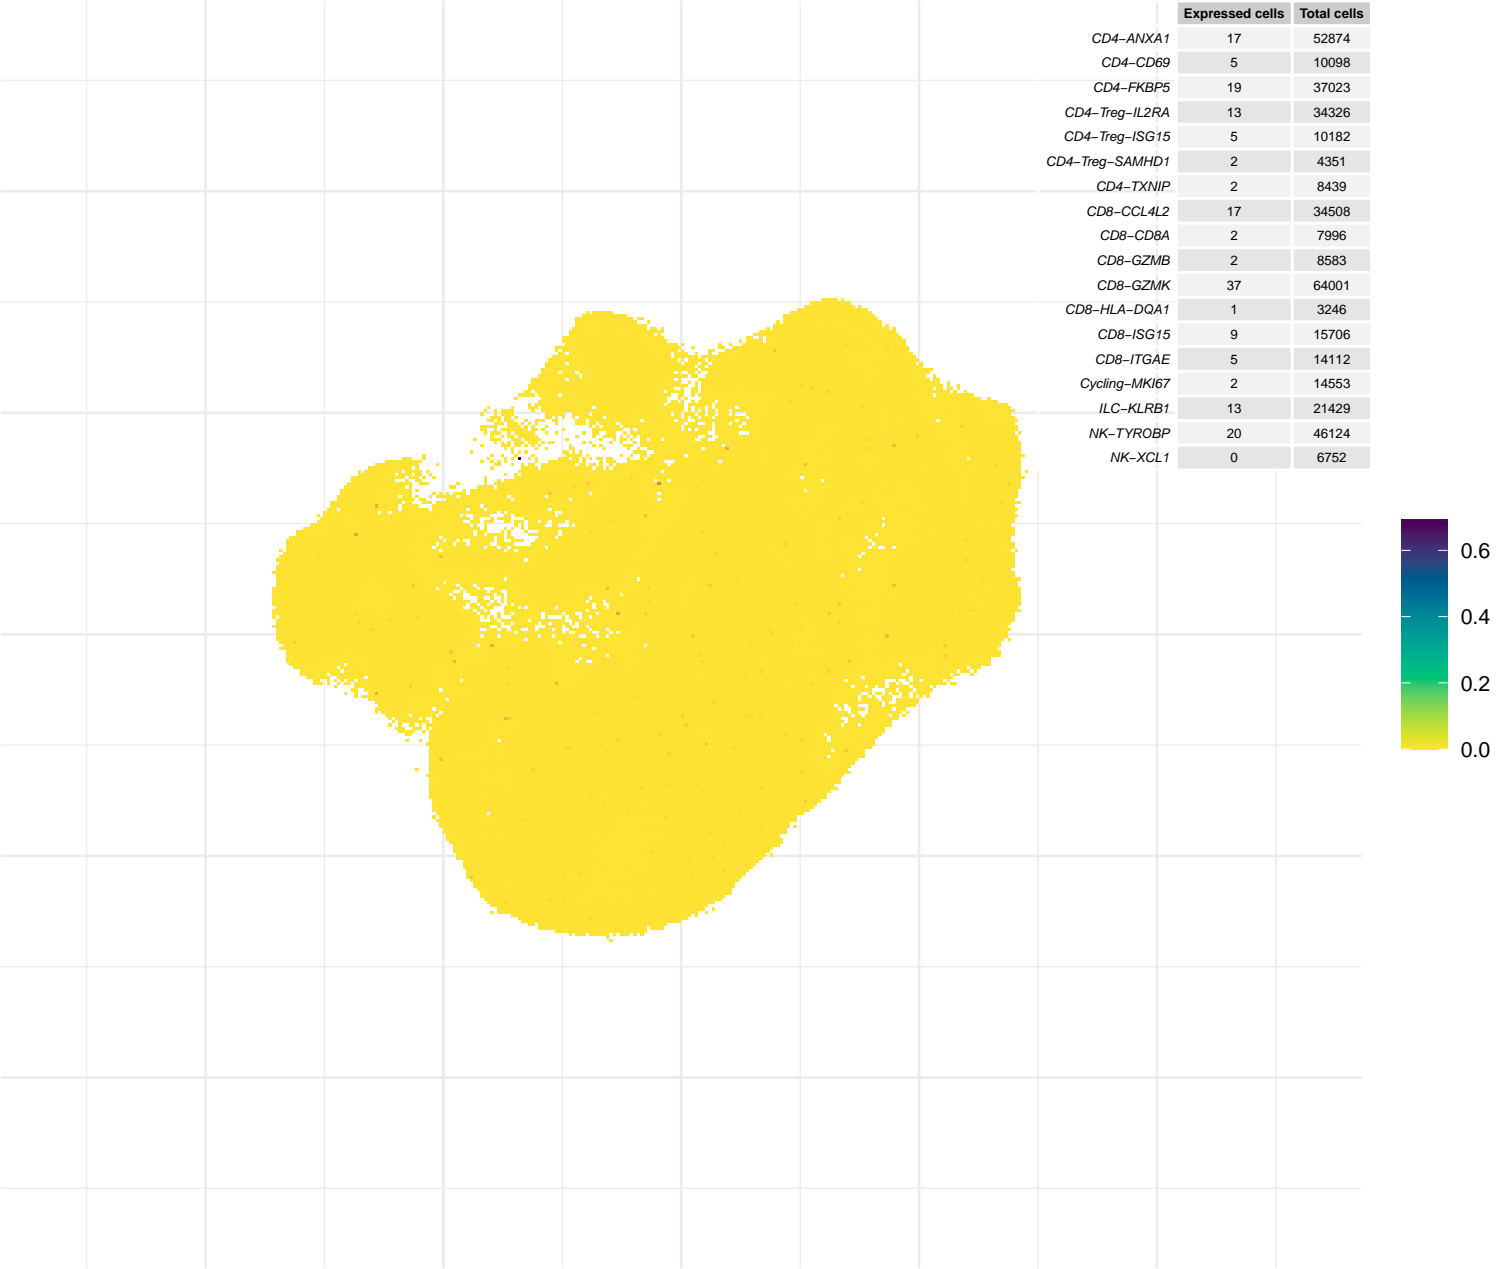 Expressed cells Total cells
CD4−ANXA1 17 52874
CD4−CD69 5 10098
CD4−FKBP5 19 37023
CD4−Treg−IL2RA 13 34326
CD4−Treg−ISG15 5 10182
CD4−Treg−SAMHD1 2 4351
CD4−TXNIP 2 8439
CD8−CCL4L2 17 34508
CD8−CD8A 2 7996
CD8−GZMB 2 8583
CD8−GZMK 37 64001
CD8−HLA−DQA1 1 3246
CD8−ISG15 9 15706
CD8−ITGAE 5 14112
Cycling−MKI67 2 14553
ILC−KLRB1 13 21429
NK−TYROBP 20 46124
NK−XCL1 0 6752
0.6
0.4
0.2
0.0